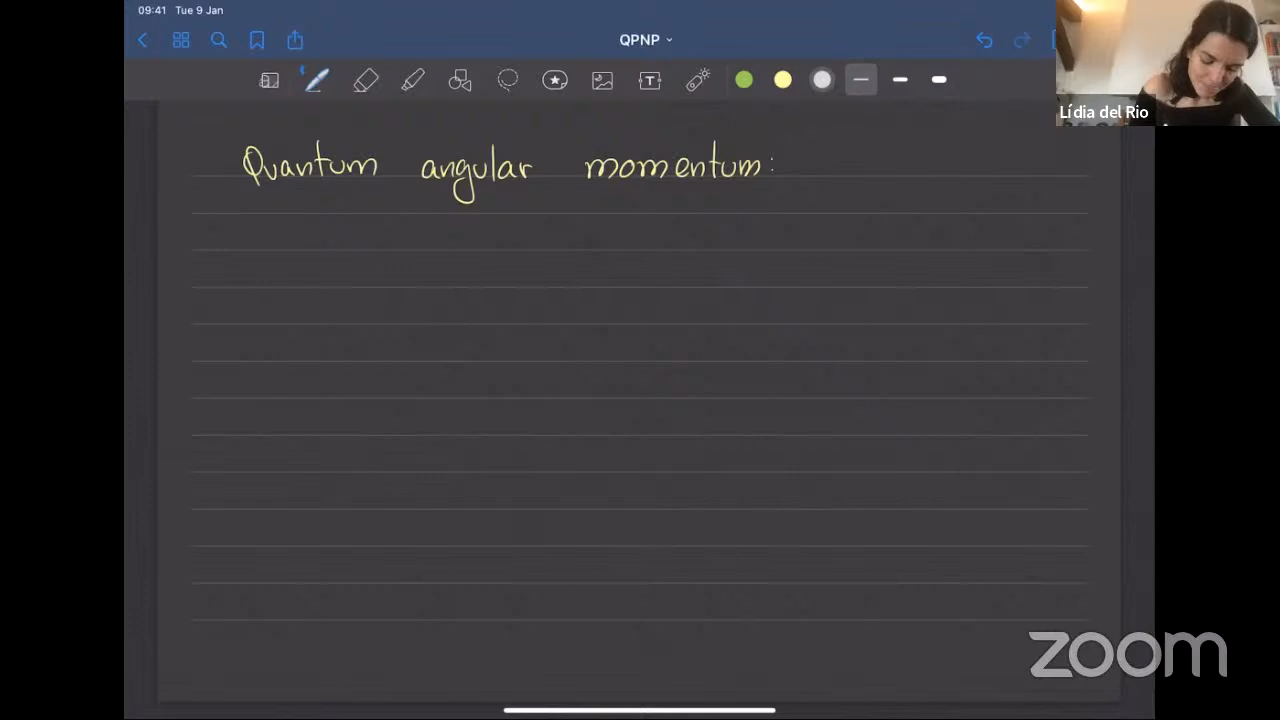 09:41 Tue 9 Jan
QPNP
T
Lídia del Rio
Quantum angular momentum:
zoom